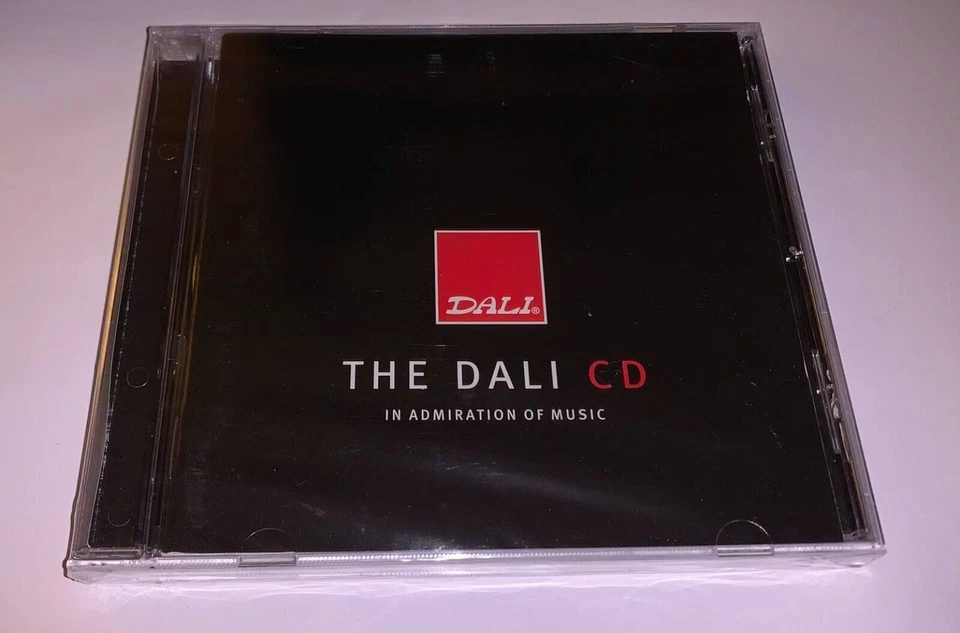 DALI®
THE DALI CD
IN ADMIRATION OF MUSIC